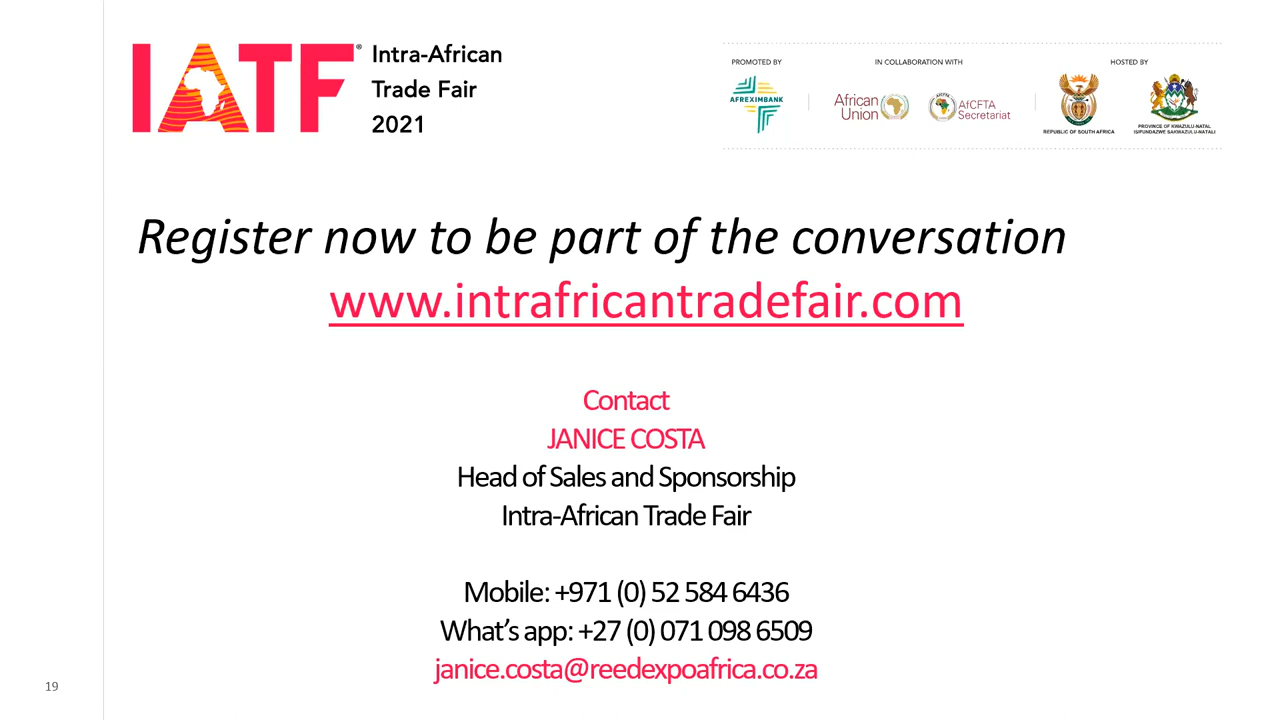 IATF®
Intra-African
Trade Fair
2021
PROMOTED BY
IN COLLABORATION WITH
HOSTED BY
AFREXIMBANK
African
Union
AfCFTA
Secretariat
REPUBLIC OF SOUTH AFRICA
PROVINCE OF KWAZULU-NATAL
ISIFUNDAZWE SAKWAZULU-NATALI
Register now to be part of the conversation
www.intrafricantradefair.com
Contact
JANICE COSTA
Head of Sales and Sponsorship
Intra-African Trade Fair
Mobile: +971 (0) 52 584 6436
What’s app: +27 (0) 071 098 6509
janice.costa@reedexpoafrica.co.za
19